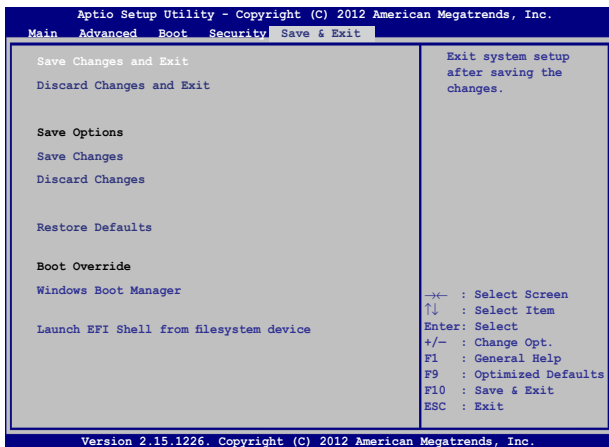 Aptio Setup Utility - Copyright (C) 2012 American Megatrends, Inc.
Main Advanced Boot Security Save & Exit
Save Changes and Exit
Discard Changes and Exit
Save Options
Save Changes
Discard Changes
Restore Defaults
Boot Override
Windows Boot Manager
Launch EFI Shell from filesystem device
Exit system setup
after saving the
changes.
→← : Select Screen
↑↓ : Select Item
Enter: Select
+/— : Change Opt.
F1 : General Help
F9 : Optimized Defaults
F10 : Save & Exit
ESC : Exit
Version 2.15.1226. Copyright (C) 2012 American Megatrends, Inc.